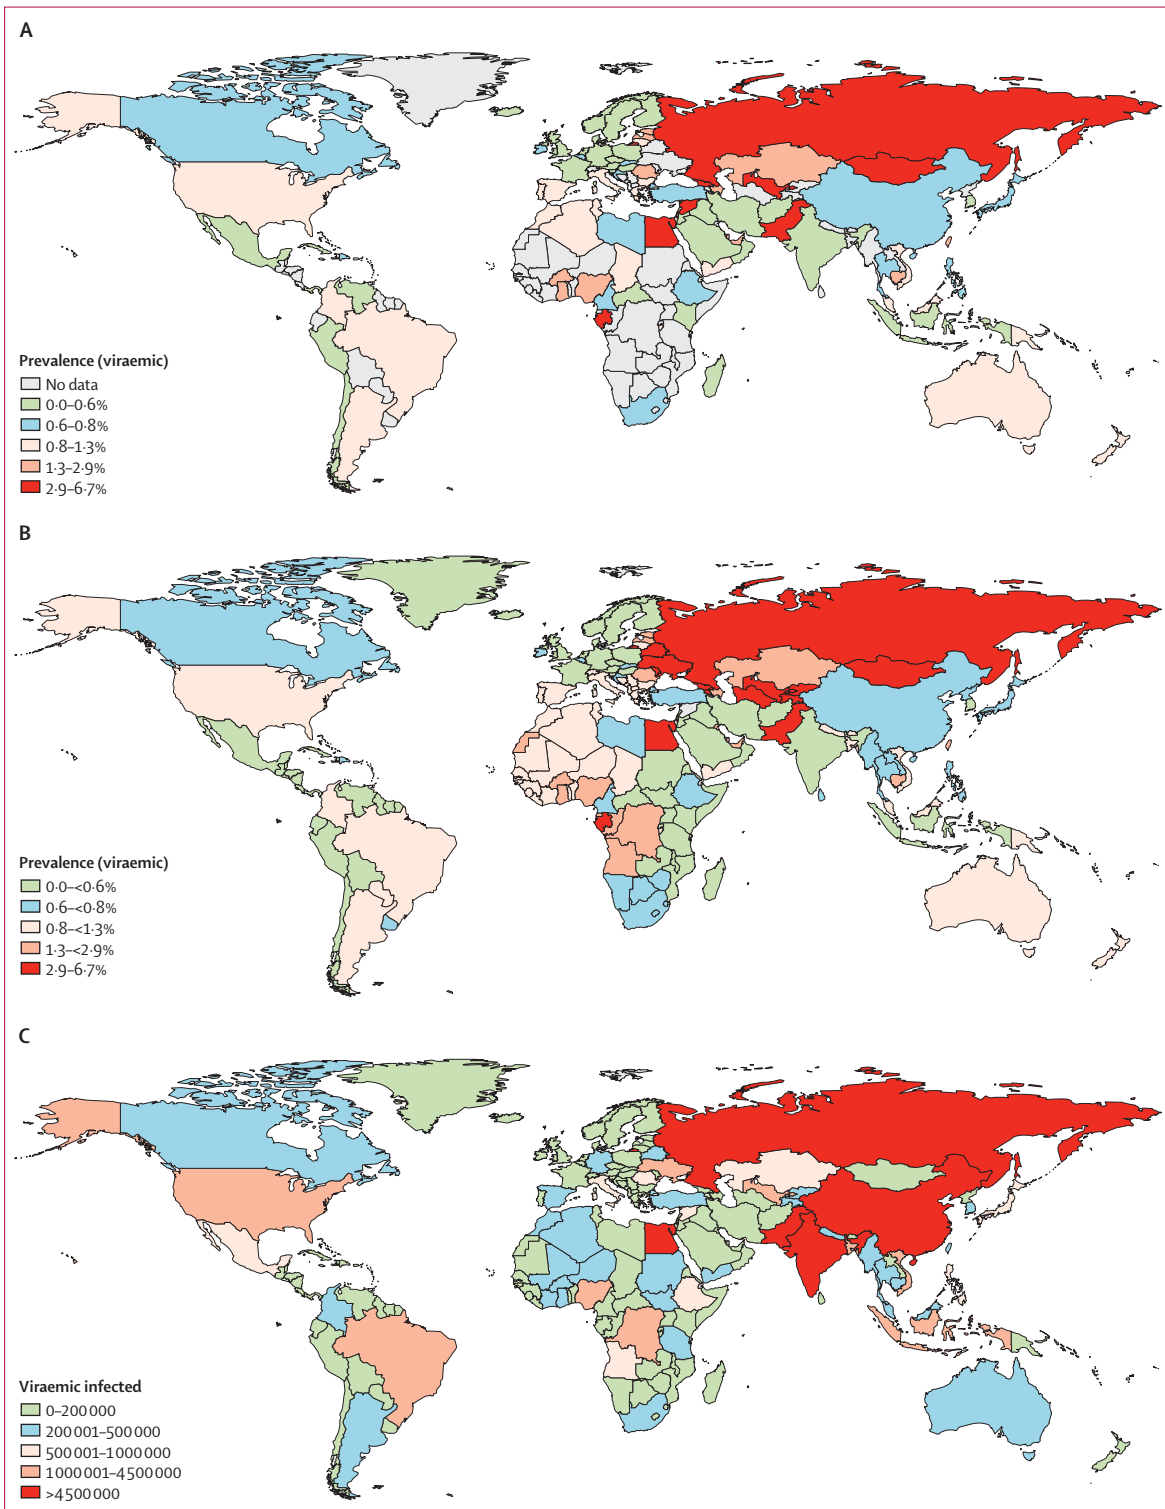 A
Prevalence (viraemic)
No data
0·0–0·6%
0·6–0·8%
0·8–1·3%
1·3–2·9%
2·9–6·7%
B
Prevalence (viraemic)
0·0–<0·6%
0·6–<0·8%
0·8–<1·3%
1·3–<2·9%
2·9–6·7%
C
Viraemic infected
0–200 000
200 001–500 000
500 001–1 000 000
1 000 001–4 500 000
>4 500 000